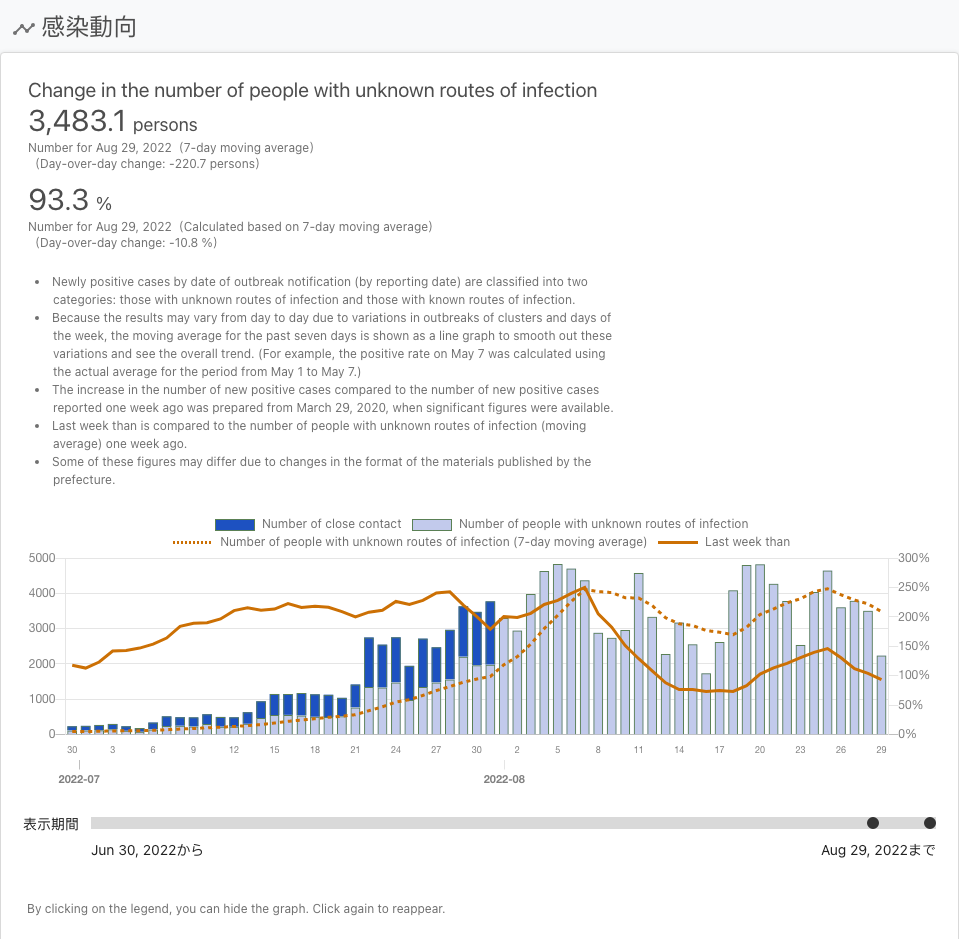 感染動向
Change in the number of people with unknown routes of infection
3,483.1 persons
Number for Aug 29, 2022 (7-day moving average)
(Day-over-day change: -220.7 persons)
93.3 %
Number for Aug 29, 2022 (Calculated based on 7-day moving average)
(Day-over-day change: -10.8 %)
• Newly positive cases by date of outbreak notification (by reporting date) are classified into two
categories: those with unknown routes of infection and those with known routes of infection.
• Because the results may vary from day to day due to variations in outbreaks of clusters and days of
the week, the moving average for the past seven days is shown as a line graph to smooth out these
variations and see the overall trend. (For example, the positive rate on May 7 was calculated using
the actual average for the period from May 1 to May 7.)
• The increase in the number of new positive cases compared to the number of new positive cases
reported one week ago was prepared from March 29, 2020, when significant figures were available.
• Last week than is compared to the number of people with unknown routes of infection (moving
average) one week ago.
• Some of these figures may differ due to changes in the format of the materials published by the
prefecture.
Number of close contact Number of people with unknown routes of infection
Number of people with unknown routes of infection (7-day moving average) Last week than
5000 300%
250%
4000
200%
3000
150%
2000
100%
1000
50%
0 0%
30 3 6 9 12 15 18 21 24 27 30 2 5 8 11 14 17 20 23 26 29
2022-07 2022-08
表示期間
Jun 30, 2022から Aug 29, 2022まで
By clicking on the legend, you can hide the graph. Click again to reappear.